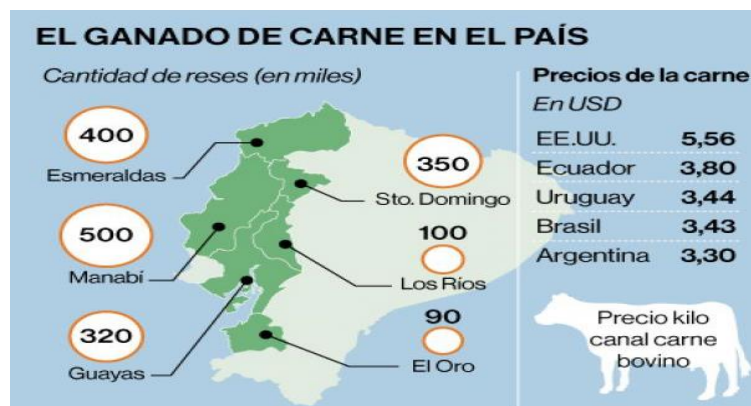 EL GANADO DE CARNE EN EL PAÍS
Cantidad de reses (en miles)
400
Esmeraldas
500
Manabí
320
Guayas
350
Sto. Domingo
100
Los Ríos
90
El Oro
Precios de la carne
En USD
EE.UU. 5,56
Ecuador 3,80
Uruguay 3,44
Brasil 3,43
Argentina 3,30
Precio kilo
canal carne
bovino